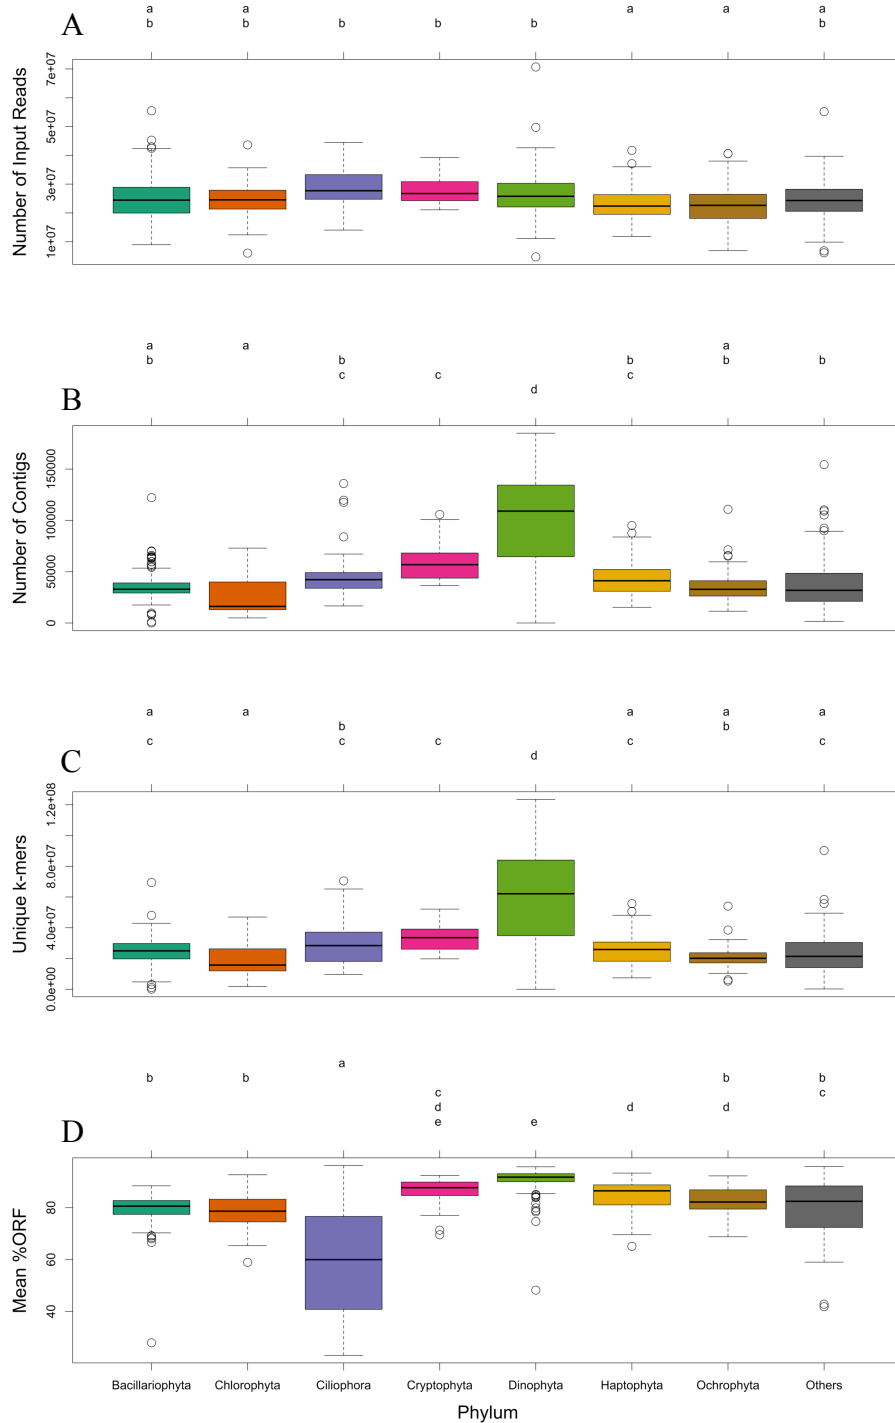 A
a a a a a
b b b b b b
Number of Input Reads
7e+07
5e+07
3e+07
1e+07
B
a a a
b b b b b
c c c
d
Number of Contigs
150000
100000
50000
0
C
a a a a a
b b
c c c c c
d
Unique k-mers
1.2e+08
8.0e+07
4.0e+07
0.0e+00
D
a
b b b b
c c
d d d
e e
Mean %ORF
80
60
40
Bacillariophyta Chlorophyta Ciliophora Cryptophyta Dinophyta Haptophyta Ochrophyta Others
Phylum